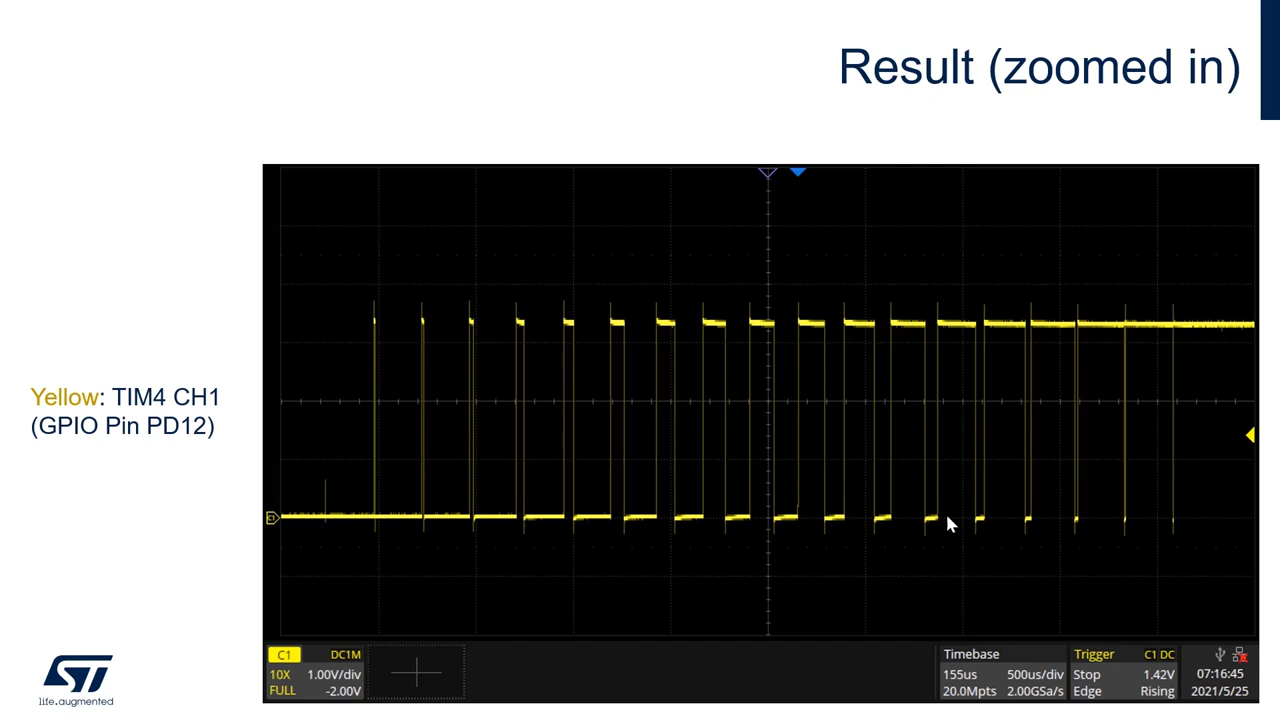 Result (zoomed in)
Yellow: TIM4 CH1
(GPIO Pin PD12)
C1
C1 DC1M
10X 1.00V/div
FULL -2.00V
Timebase
155us 500us/div
20.0Mpts 2.00GSa/s
Trigger C1 DC
Stop 1.42V
Edge Rising
07:16:45
2021/5/25
ST
life.augmented